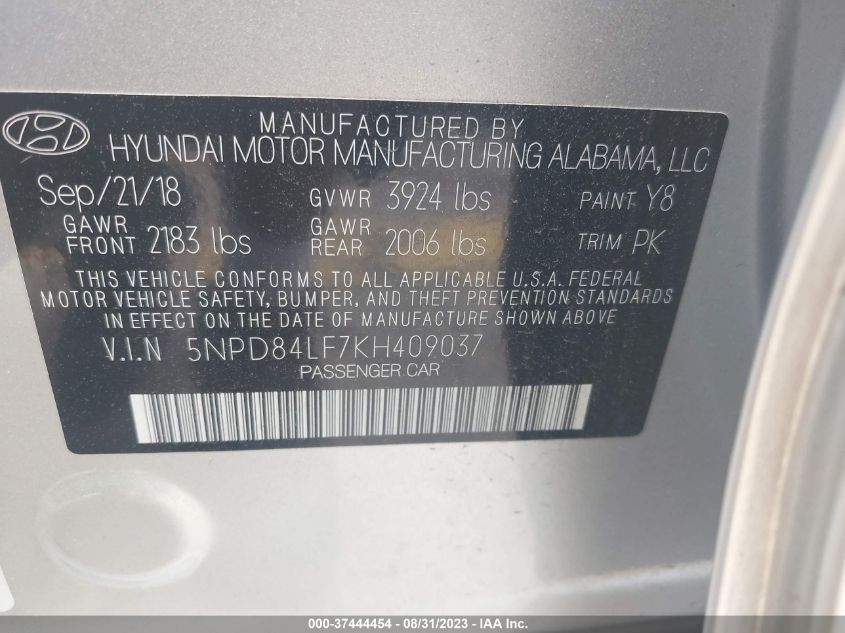 MANUFACTURED BY
HYUNDAI MOTOR MANUFACTURING ALABAMA, LLC
Sep/21/18 GVWR 3924 lbs PAINT Y8
GAWR FRONT 2183 lbs GAWR REAR 2006 lbs TRIM PK
THIS VEHICLE CONFORMS TO ALL APPLICABLE U.S.A. FEDERAL
MOTOR VEHICLE SAFETY, BUMPER, AND THEFT PREVENTION STANDARDS
IN EFFECT ON THE DATE OF MANUFACTURE SHOWN ABOVE
V.I.N 5NPD84LF7KH409037
PASSENGER CAR
000-37444454 - 08/31/2023 - © IAA Inc.